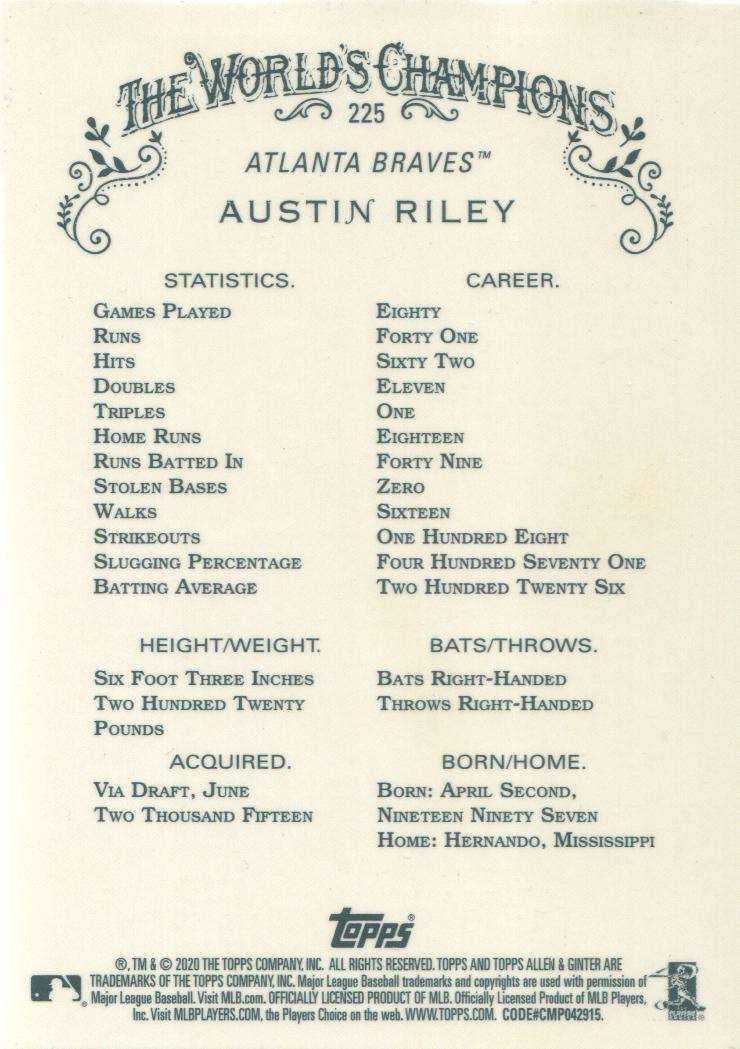 THE WORLD'S CHAMPIONS
225
ATLANTA BRAVES™
AUSTIN RILEY
STATISTICS. CAREER.
GAMES PLAYED EIGHTY
RUNS FORTY ONE
HITS SIXTY TWO
DOUBLES ELEVEN
TRIPLES ONE
HOME RUNS EIGHTEEN
RUNS BATTED IN FORTY NINE
STOLEN BASES ZERO
WALKS SIXTEEN
STRIKEOUTS ONE HUNDRED EIGHT
SLUGGING PERCENTAGE FOUR HUNDRED SEVENTY ONE
BATTING AVERAGE TWO HUNDRED TWENTY SIX
HEIGHT/WEIGHT. BATS/THROWS.
SIX FOOT THREE INCHES BATS RIGHT-HANDED
TWO HUNDRED TWENTY THROWS RIGHT-HANDED
POUNDS
ACQUIRED. BORN/HOME.
VIA DRAFT, JUNE BORN: APRIL SECOND,
TWO THOUSAND FIFTEEN NINETEEN NINETY SEVEN
HOME: HERNANDO, MISSISSIPPI
Topps®
®, TM & © 2020 THE TOPPS COMPANY, INC. ALL RIGHTS RESERVED. TOPPS AND TOPPS ALLEN & GINTER ARE
TRADEMARKS OF THE TOPPS COMPANY, INC. Major League Baseball trademarks and copyrights are used with permission of
Major League Baseball. Visit MLB.com. OFFICIALLY LICENSED PRODUCT OF MLB. Officially Licensed Product of MLB Players,
Inc. Visit MLBPLAYERS.COM, the Players Choice on the web. WWW.TOPPS.COM. CODE#CMP042915.